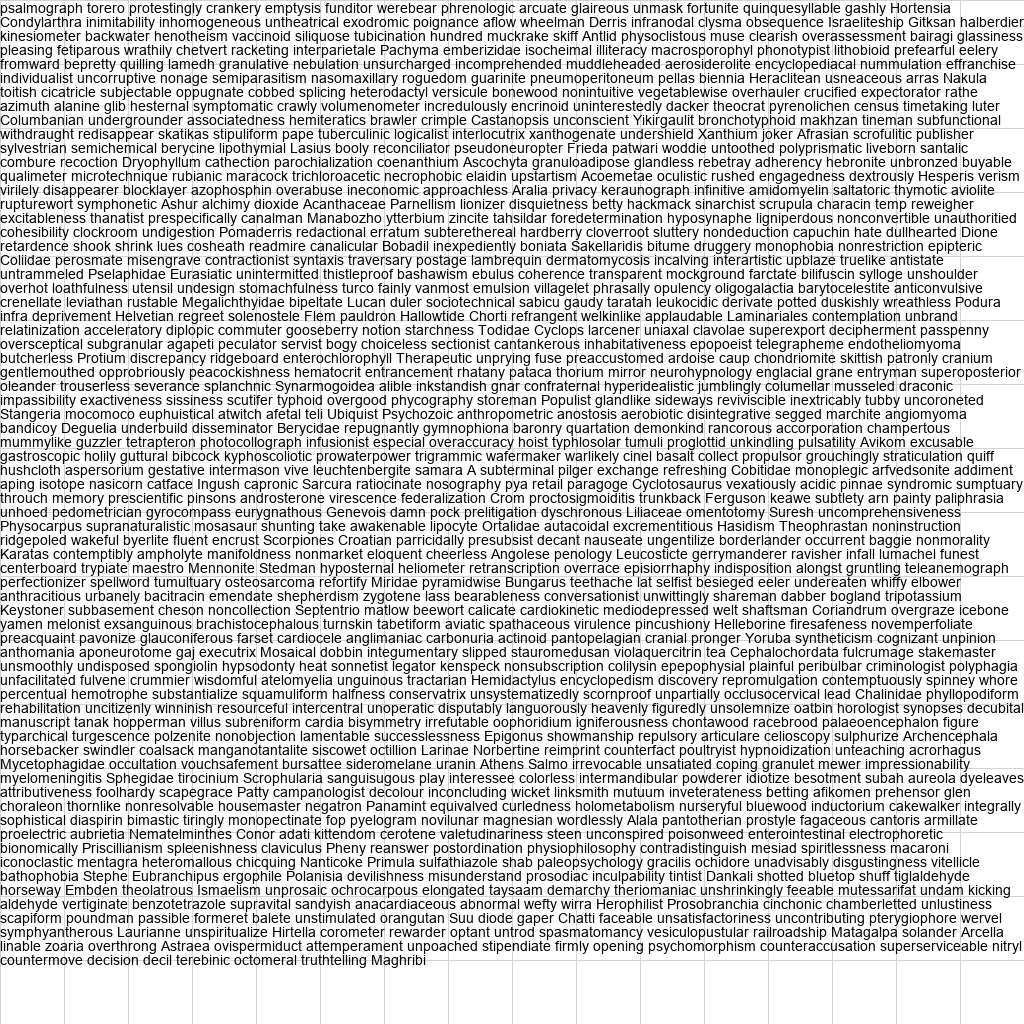 psalmograph torero protestingly crankery emptysis funditor werebear phrenologic arcuate glaireous unmask fortunite quinquesyllable gashly Hortensia
Condylarthra inimitability inhomogeneous untheatrical exodromic poignance aflow wheelman Derris infranodal clysma obsequence Israeliteship Gitksan halberdier
kinesiometer backwater henotheism vaccinoid siliquose tubicination hundred muckrake skiff Antlid physoclistous muse clearish overassessment bairagi glassiness
pleasing fetiparous wrathily chetvert racketing interparietale Pachyma emberizidae isocheimal illiteracy macrosporophyl phonotypist lithobioid prefearful eelery
fromward bepretty quilling lamedh granulative nebulation unsurcharged incomprehended muddleheaded aerosiderolite encyclopediacal nummulation effranchise
individualist uncorruptive nonage semiparasitism nasomaxillary roguedom guarinite pneumoperitoneum pellas biennia Heraclitean usneaceous arras Nakula
toitish cicatricle subjectable oppugnate cobbed splicing heterodactyl versicule bonewood nonintuitive vegetablewise overhauler crucified expectorator rathe
azimuth alanine glib hesternal symptomatic crawly volumenometer incredulously encrinoid uninterestedly dacker theocrat pyrenolichen census timetaking luter
Columbanian undergrounder associatedness hemiteratics brawler crimple Castanopsis unconscient Yikirgaulit bronchotyphoid makhzan tineman subfunctional
withdraught redisappear skatikas stipuliform pape tuberculinic logicalist interlocutrix xanthogenate undershield Xanthium joker Afrasian scrofulitic publisher
sylvestrian semichemical berycine lipothymial Lasius booly reconciliator pseudoneuropter Frieda patwari woddie untoothed polyprismatic liveborn santalic
combure recoction Dryophyllum cathection parochialization coenanthium Ascochyta granuloadipose glandless rebetray adherency hebronite unbronzed buyable
qualimeter microtechnique rubianic maracock trichloroacetic necrophobic elaidin upstartism Acoemetae oculistic rushed engagedness dextrously Hesperis verism
virilely disappearer blocklayer azophosphin overabuse ineconomic approachless Aralia privacy keraunograph infinitive amidomyelin saltatoric thymotic aviolite
rupturewort symphonetic Ashur alchimy dioxide Acanthaceae Parnellism lionizer disquietness betty hackmack sinarchist scrupula characin temp reweigher
excitableness thanatist prespecifically canalman Manabozho ytterbium zincite tahsildar foredetermination hyposynaphe ligniperdous nonconvertible unauthoritied
cohesibility clockroom undigestion Pomaderris redactional erratum subterethereal hardberry cloverroot sluttery nondeduction capuchin hate dullhearted Dione
retardence shook shrink lues cosheath readmire canalicular Bobadil inexpediently boniata Sakellaridis bitume druggery monophobia nonrestriction epipteric
Coliidae perosmate misengrave contractionist syntaxis traversary postage lambrequin dermatomycosis incalving interartistic upblaze truelike antistate
untrammeled Pselaphidae Eurasiatic unintermitted thistleproof bashawism ebulus coherence transparent mockground farctate bilifuscin sylloge unshoulder
overhot loathfulness utensil undesign stomachfulness turco fainly vanmost emulsion villagelet phrasally opulency oligogalactia barytocelestite anticonvulsive
crenellate leviathan rustable Megalichthyidae bipeltate Lucan duler sociotechnical sabicu gaudy taratah leukocidic derivate potted duskishly wreathless Podura
infra deprivement Helvetian regreet solenostele Flem pauldron Hallowtide Chorti refrangent welkinlike applaudable Laminariales contemplation unbrand
relatinization acceleratory diplopic commuter gooseberry notion starchness Todidae Cyclops larcener uniaxal clavolae superexport decipherment passpenny
oversceptical subgranular agapeti peculator servist bogy choiceless sectionist cantankerous inhabitativeness epopoeist telegrapheme endotheliomyoma
butcherless Protium discrepancy ridgeboard enterochlorophyll Therapeutic unprying fuse preaccustomed ardoise caup chondriomite skittish patronly cranium
gentlemouthed opprobriously peacockishness hematocrit entrancement rhatany pataca thorium mirror neurohypnology englacial grane entryman superoposterior
oleander trouserless severance splanchnic Synarmogoidea alible inkstandish gnar confraternal hyperidealistic jumblingly columellar musseled draconic
impassibility exactiveness sissiness scutifer typhoid overgood phycography storeman Populist glandlike sideways reviviscible inextricably tubby uncoroneted
Stangeria mocomoco euphuistical atwitch afetal teli Ubiquist Psychozoic anthropometric anostosis aerobiotic disintegrative segged marchite angiomyoma
bandicoy Deguelia underbuild disseminator Berycidae repugnantly gymnophiona baronry quartation demonkind rancorous accorporation champertous
mummylike guzzler tetrapteron photocollograph infusionist especial overaccuracy hoist typhlosolar tumuli proglottid unkindling pulsatility Avikom excusable
gastroscopic holily guttural bibcock kyphoscoliotic prowaterpower trigrammic wafermaker warlikely cinel basalt collect propulsor grouchingly straticulation quiff
hushcloth aspersorium gestative intermason vive leuchtenbergite samara A subterminal pilger exchange refreshing Cobitidae monoplegic arfvedsonite addiment
aping isotope nasicorn catface Ingush capronic Sarcura ratiocinate nosography pya retail paragoge Cyclotosaurus vexatiously acidic pinnae syndromic sumptuary
throuch memory prescientific pinsons androsterone virescence federalization Crom proctosigmoiditis trunkback Ferguson keawe subtlety arn painty paliphrasia
unhoed pedometrician gyrocompass eurygnathous Genevois damn pock prelitigation dyschronous Liliaceae omentotomy Suresh uncomprehensiveness
Physocarpus supranaturalistic mosasaur shunting take awakenable lipocyte Ortalidae autacoidal excrementitious Hasidism Theophrastan noninstruction
ridgepoled wakeful byerlite fluent encrust Scorpiones Croatian parricidally presubsist decant nauseate ungentilize borderlander occurrent baggie nonmorality
Karatas contemptibly ampholyte manifoldness nonmarket eloquent cheerless Angolese penology Leucosticte gerrymanderer ravisher infall lumachel funest
centerboard trypiate maestro Mennonite Stedman hyposternal heliometer retranscription overrace episiorrhaphy indisposition alongst gruntling teleanemograph
perfectionizer spellword tumultuary osteosarcoma refortify Miridae pyramidwise Bungarus teethache lat selfist besieged eeler undereaten whiffy elbower
anthracitious urbanely bacitracin emendate shepherdism zygotene lass bearableness conversationist unwittingly shareman dabber bogland tripotassium
Keystoner subbasement cheson noncollection Septentrio matlow beewort calicate cardiokinetic mediodepressed welt shaftsman Coriandrum overgraze icebone
yamen melonist exsanguinous brachistocephalous turnskin tabetiform aviatic spathaceous virulence pincushiony Helleborine firesafeness novemperfoliate
preacquaint pavonize glauconiferous farset cardiocele anglimaniac carbonuria actinoid pantopelagian cranial pronger Yoruba syntheticism cognizant unpinion
anthomania aponeurotome gaj executrix Mosaical dobbin integumentary slipped stauromedusan violaquercitrin tea Cephalochordata fulcrumage stakemaster
unsmoothly undisposed spongiolin hypsodonty heat sonnetist legator kenspeck nonsubscription colilysin epepophysial plainful peribulbar criminologist polyphagia
unfacilitated fulvene crummier wisdomful atelomyelia unguinous tractarian Hemidactylus encyclopedism discovery repromulgation contemptuously spinney whore
percentual hemotrophe substantialize squamuliform halfness conservatrix unsystematizedly scornproof unpartially occlusocervical lead Chalinidae phyllopodiform
rehabilitation uncitizenly winninish resourceful intercentral unoperatic disputably languorously heavenly figuredly unsolemnize oatbin horologist synopses decubital
manuscript tanak hopperman villus subreniform cardia bisymmetry irrefutable oophoridium igniferousness chontawood racebrood palaeoencephalon figure
typarchical turgescence polzenite nonobjection lamentable successlessness Epigonus showmanship repulsory articulare celioscopy sulphurize Archencephala
horsebacker swindler coalsack manganotantalite siscowet octillion Larinae Norbertine reimprint counterfact poultryist hypnoidization unteaching acrorhagus
Mycetophagidae occultation vouchsafement bursattee sideromelane uranin Athens Salmo irrevocable unsatiated coping granulet mewer impressionability
myelomeningitis Sphegidae tirocinium Scrophularia sanguisugous play interessee colorless intermandibular powderer idiotize besotment subah aureola dyeleaves
attributiveness foolhardy scapegrace Patty campanologist decolour inconcluding wicket linksmith mutuum inveterateness betting afikomen prehensor glen
choraleon thornlike nonresolvable housemaster negatron Panamint equivalved curledness holometabolism nurseryful bluewood inductorium cakewalker integrally
sophistical diaspirin bimastic tiringly monopectinate fop pyelogram novilunar magnesian wordlessly Alala pantotherian prostyle fagaceous cantoris armillate
proelectric aubrietia Nematelminthes Conor adati kittendom cerotene valetudinariness steen unconspired poisonweed enterointestinal electrophoretic
bionomically Priscillianism spleenishness claviculus Pheny reanswer postordination physiophilosophy contradistinguish mesiad spiritlessness macaroni
iconoclastic mentagra heteromallous chicquing Nanticoke Primula sulfathiazole shab paleopsychology gracilis ochidore unadvisably disgustingness vitellicle
bathophobia Stephe Eubranchipus ergophile Polanisia devilishness misunderstand prosodiac inculpability tintist Dankali shotted bluetop shuff tiglaldehyde
horseway Embden theolatrous Ismaelism unprosaic ochrocarpous elongated taysaam demarchy theriomaniac unshrinkingly feeable mutessarifat undam kicking
aldehyde vertiginate benzotetrazole supravital sandyish anacardiaceous abnormal wefty wirra Herophilist Prosobranchia cinchonic chamberletted unlustiness
scapiform poundman passible formeret balete unstimulated orangutan Suu diode gaper Chatti faceable unsatisfactoriness uncontributing pterygiophore wervel
symphyantherous Laurianne unspiritualize Hirtella corometer rewarder optant untrod spasmatomancy vesiculopustular railroadship Matagalpa solander Arcella
linable zoaria overthrong Astraea ovispermiduct attemperament unpoached stipendiate firmly opening psychomorphism counteraccusation superserviceable nitryl
countermove decision decil terebinic octomeral truthtelling Maghribi